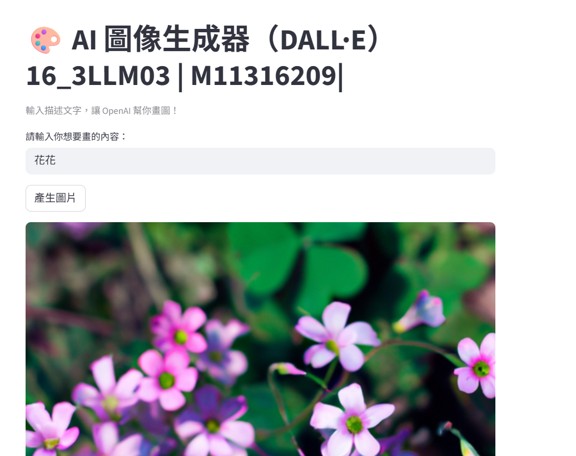 AI 圖像生成器（DALL·E）
16_3LLM03 | M11316209|
輸入描述文字，讓 OpenAI 幫你畫圖！
請輸入你想要畫的內容：
花花
產生圖片